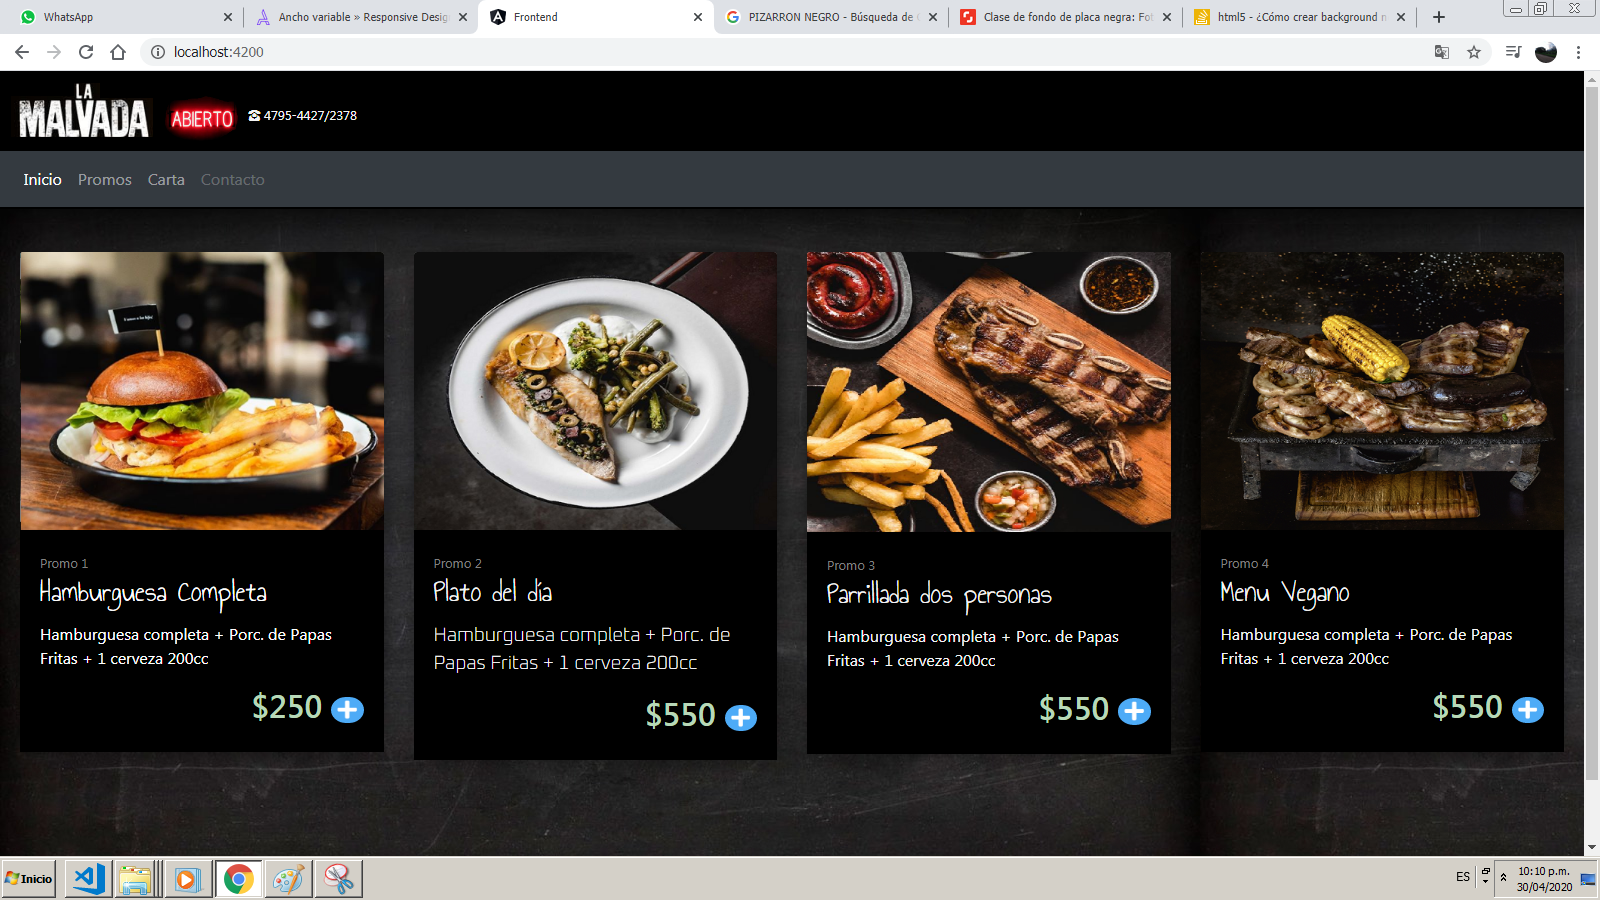 WhatsApp
Ancho variable » Responsive Desig
Frontend
PIZARRON NEGRO - Búsqueda de G
Clase de fondo de placa negra: Fot
html5 - ¿Cómo crear background n
localhost:4200
LA
MALVADA
ABIERTO
4795-4427/2378
Inicio
Promos
Carta
Contacto
Promo 1
Hamburguesa Completa
Hamburguesa completa + Porc. de Papas
Fritas + 1 cerveza 200cc
$250
Promo 2
Plato del día
Hamburguesa completa + Porc. de
Papas Fritas + 1 cerveza 200cc
$550
Promo 3
Parrillada dos personas
Hamburguesa completa + Porc. de Papas
Fritas + 1 cerveza 200cc
$550
Promo 4
Menu Vegano
Hamburguesa completa + Porc. de Papas
Fritas + 1 cerveza 200cc
$550
Inicio
ES
10:10 p.m.
30/04/2020